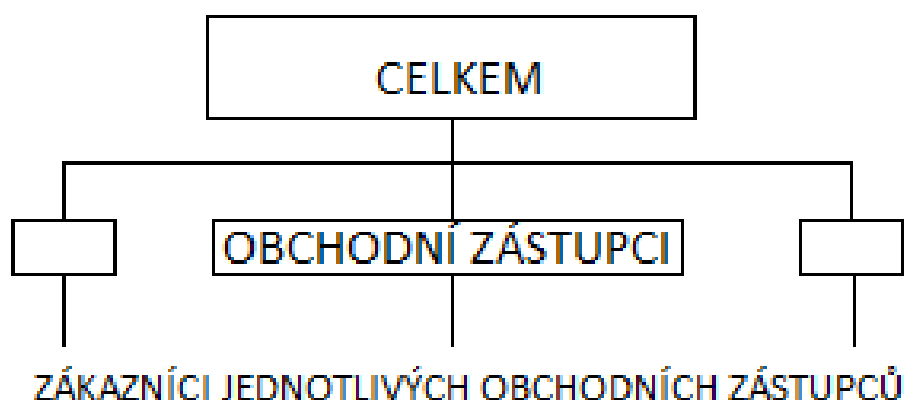 CELKEM
OBCHODNÍ ZÁSTUPCI
ZÁKAZNÍCI JEDNOTLIVÝCH OBCHODNÍCH ZÁSTUPCŮ